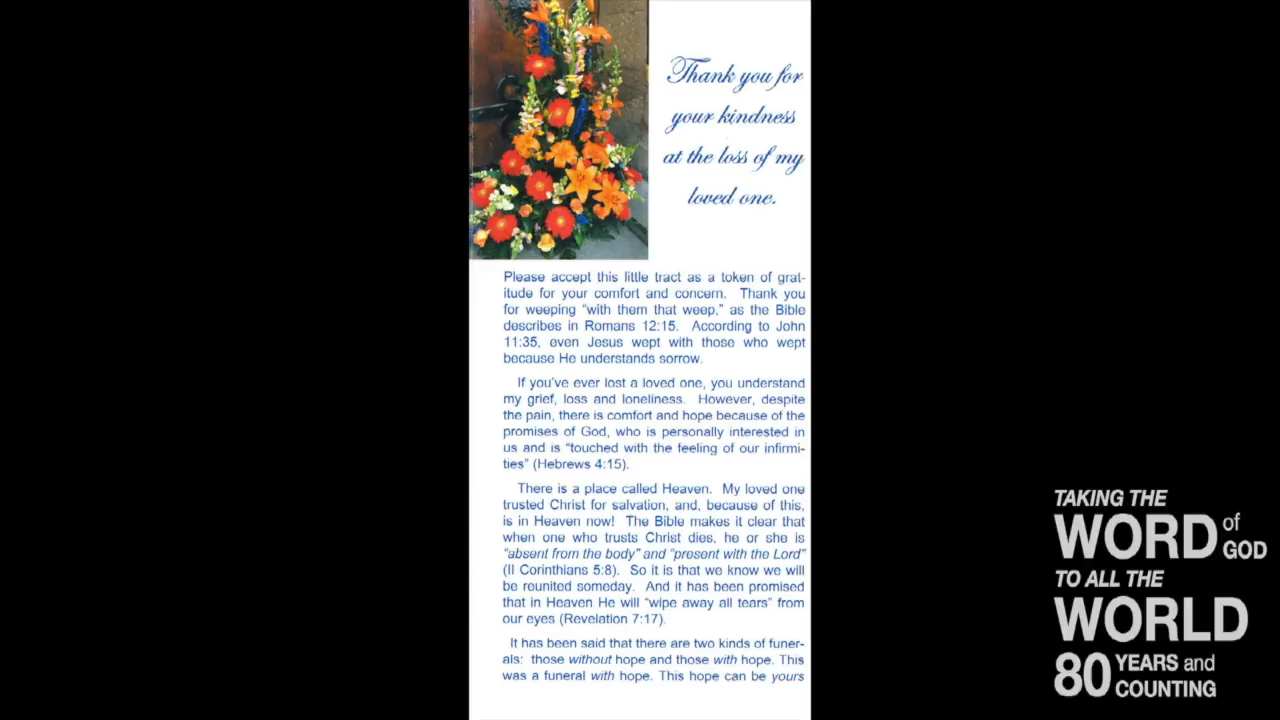 Thank you for
your kindness
at the loss of my
loved one.
Please accept this little tract as a token of grat-
itude for your comfort and concern. Thank you
for weeping “with them that weep,” as the Bible
describes in Romans 12:15. According to John
11:35, even Jesus wept with those who wept
because He understands sorrow.
If you’ve ever lost a loved one, you understand
my grief, loss and loneliness. However, despite
the pain, there is comfort and hope because of the
promises of God, who is personally interested in
us and is “touched with the feeling of our infirmi-
ties” (Hebrews 4:15).
There is a place called Heaven. My loved one
trusted Christ for salvation, and, because of this,
is in Heaven now! The Bible makes it clear that
when one who trusts Christ dies, he or she is
“absent from the body” and “present with the Lord”
(II Corinthians 5:8). So it is that we know we will
be reunited someday. And it has been promised
that in Heaven He will “wipe away all tears” from
our eyes (Revelation 7:17).
It has been said that there are two kinds of funer-
als: those without hope and those with hope. This
was a funeral with hope. This hope can be yours
TAKING THE
WORD of GOD
TO ALL THE
WORLD
80 YEARS and
COUNTING